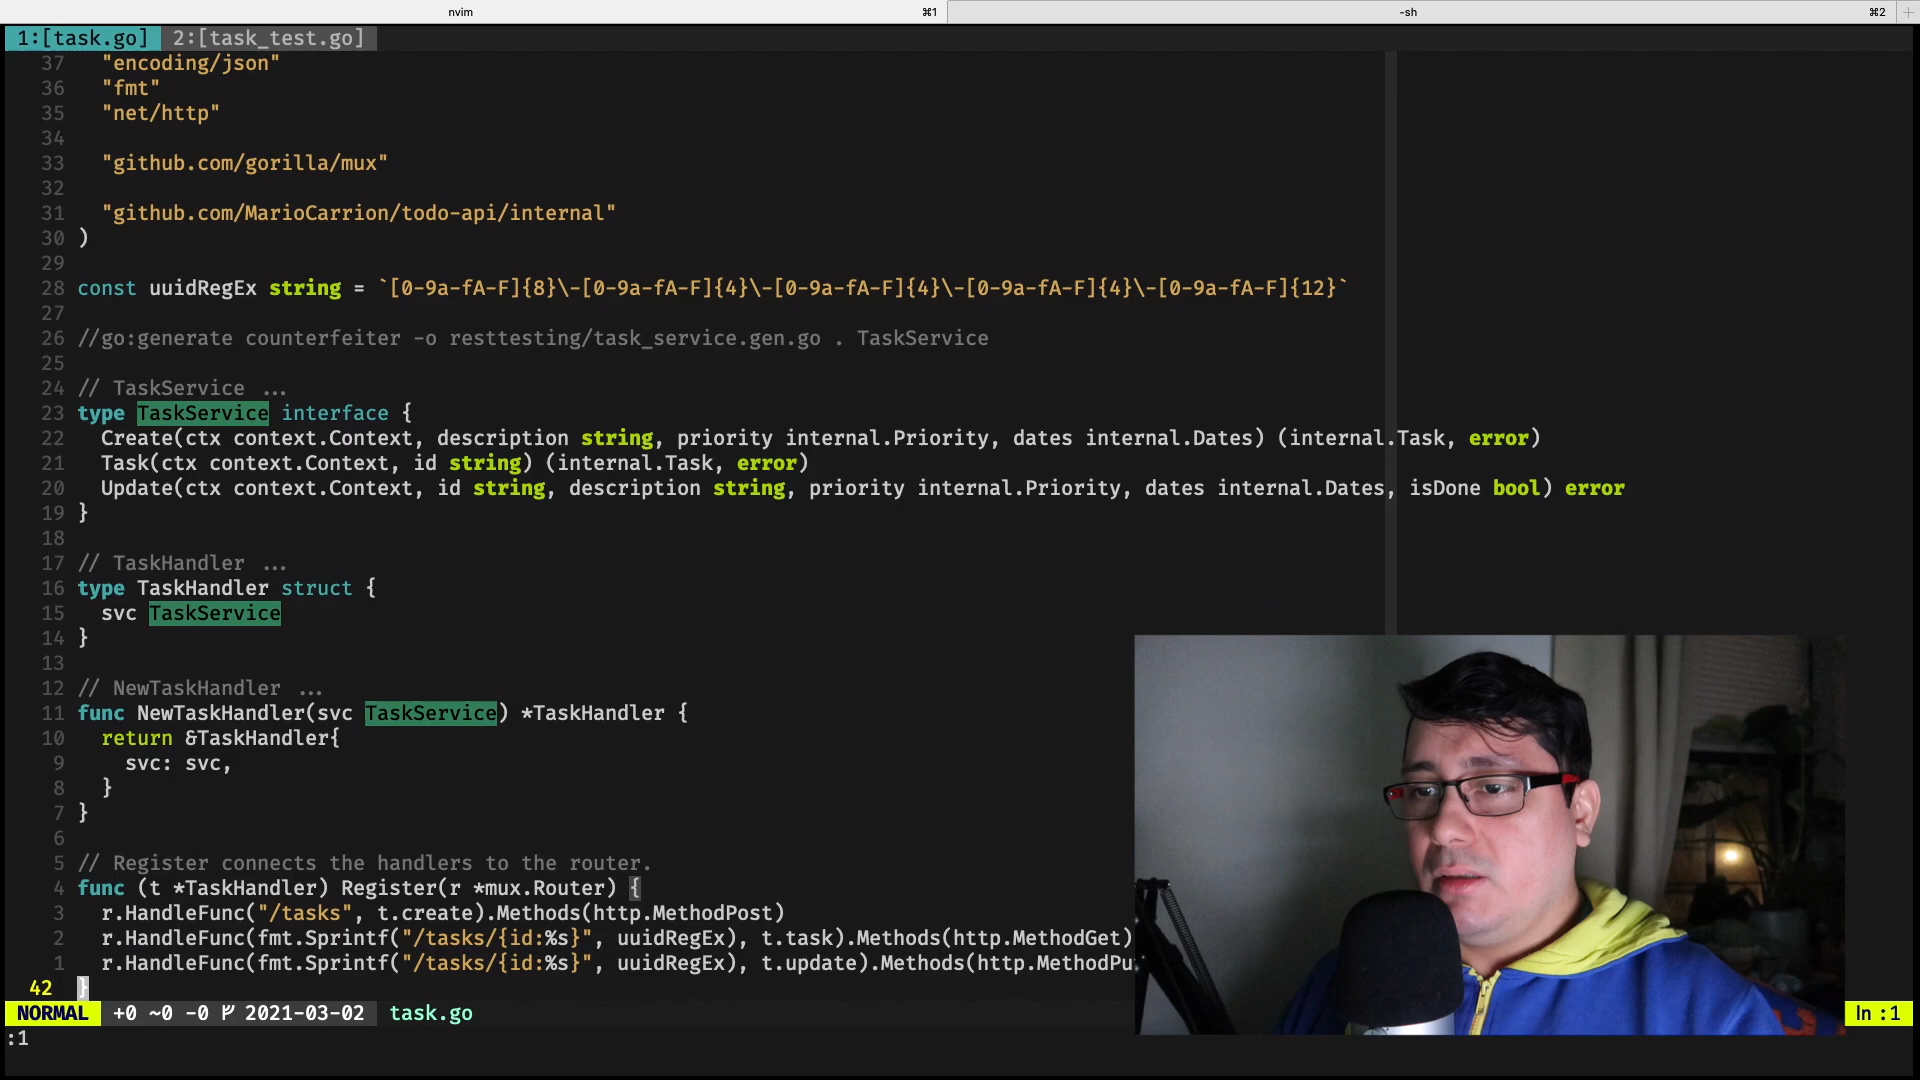 nvim ⌘1 -sh ⌘2 +
1:[task.go] 2:[task_test.go]
37 "encoding/json"
36 "fmt"
35 "net/http"
34
33 "github.com/gorilla/mux"
32
31 "github.com/MarioCarrion/todo-api/internal"
30 )
29
28 const uuidRegEx string = `[0-9a-fA-F]{8}\-[0-9a-fA-F]{4}\-[0-9a-fA-F]{4}\-[0-9a-fA-F]{4}\-[0-9a-fA-F]{12}`
27
26 //go:generate counterfeiter -o resttesting/task_service.gen.go . TaskService
25
24 // TaskService ...
23 type TaskService interface {
22 Create(ctx context.Context, description string, priority internal.Priority, dates internal.Dates) (internal.Task, error)
21 Task(ctx context.Context, id string) (internal.Task, error)
20 Update(ctx context.Context, id string, description string, priority internal.Priority, dates internal.Dates, isDone bool) error
19 }
18
17 // TaskHandler ...
16 type TaskHandler struct {
15 svc TaskService
14 }
13
12 // NewTaskHandler ...
11 func NewTaskHandler(svc TaskService) *TaskHandler {
10 return &TaskHandler{
9 svc: svc,
8 }
7 }
6
5 // Register connects the handlers to the router.
4 func (t *TaskHandler) Register(r *mux.Router) {
3 r.HandleFunc("/tasks", t.create).Methods(http.MethodPost)
2 r.HandleFunc(fmt.Sprintf("/tasks/{id:%s}", uuidRegEx), t.task).Methods(http.MethodGet)
1 r.HandleFunc(fmt.Sprintf("/tasks/{id:%s}", uuidRegEx), t.update).Methods(http.MethodPu
42 }
NORMAL +0 ~0 -0 2021-03-02 task.go ln :1
:1